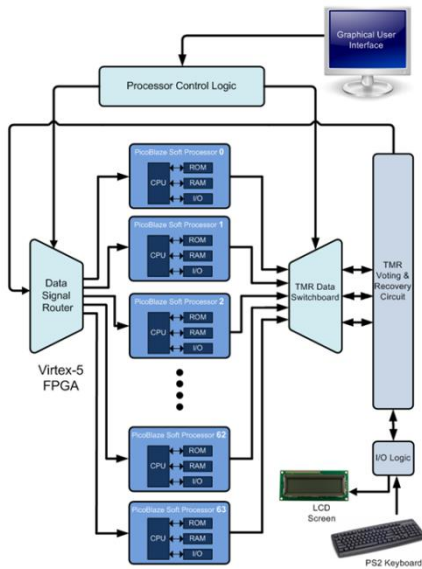 Graphical User
Interface
Processor Control Logic
PicoBlaze Soft Processor 0
CPU
ROM
RAM
I/O
PicoBlaze Soft Processor 1
CPU
ROM
RAM
I/O
Data
Signal
Router
PicoBlaze Soft Processor 2
CPU
ROM
RAM
I/O
TMR Data
Switchboard
TMR
Voting &
Recovery
Circuit
Virtex-5
FPGA
PicoBlaze Soft Processor 62
CPU
ROM
RAM
I/O
PicoBlaze Soft Processor 63
CPU
ROM
RAM
I/O
I/O Logic
LCD
Screen
PS2 Keyboard